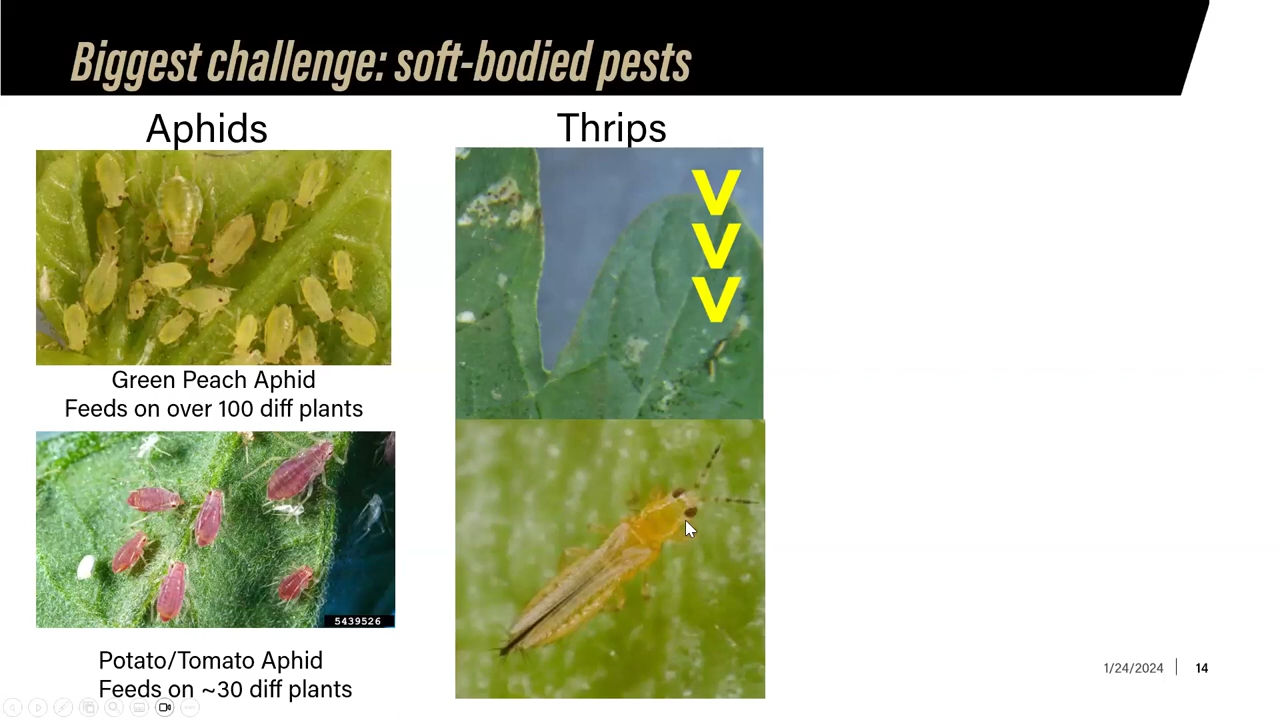 Biggest challenge: soft-bodied pests
Aphids
Green Peach Aphid
Feeds on over 100 diff plants
5439526
Potato/Tomato Aphid
Feeds on ~30 diff plants
Thrips
V
V
V
1/24/2024 | 14